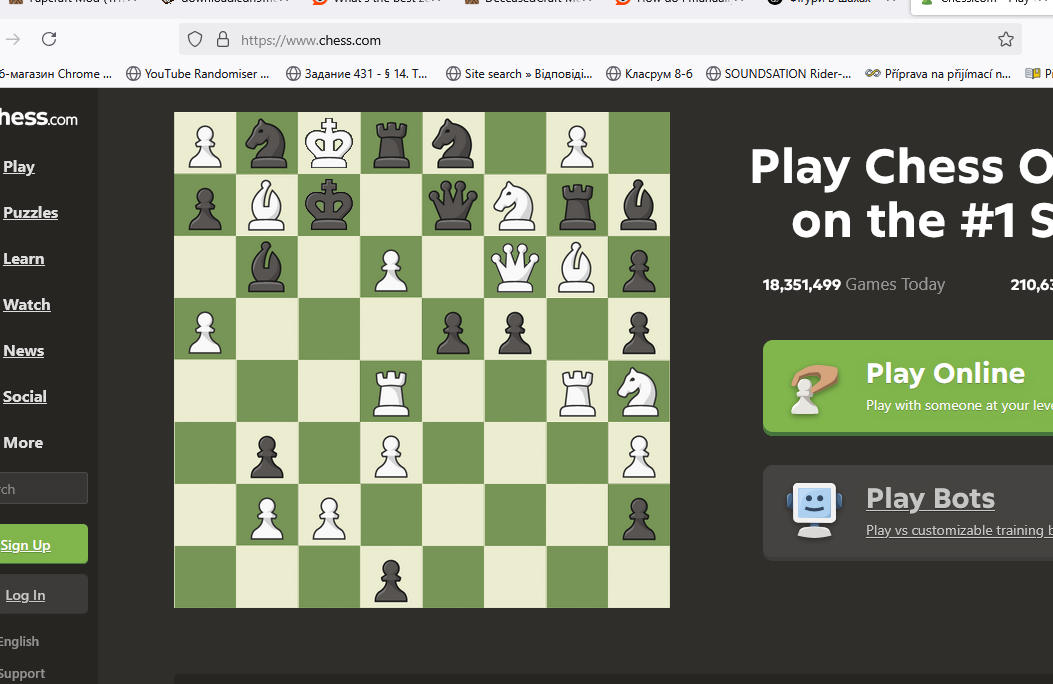 https://www.chess.com
б-магазин Chrome ... YouTube Randomiser ... Задание 431 - § 14. Т... Site search » Відповіді... Класрум 8-б SOUNDSATION Rider-... Příprava na přijímací n...
hess.com
Play
Puzzles
Learn
Watch
News
Social
More
rch
Sign Up
Log In
English
Support
Play Chess O
on the #1 S
18,351,499 Games Today 210,63
Play Online
Play with someone at your leve
Play Bots
Play vs customizable training b